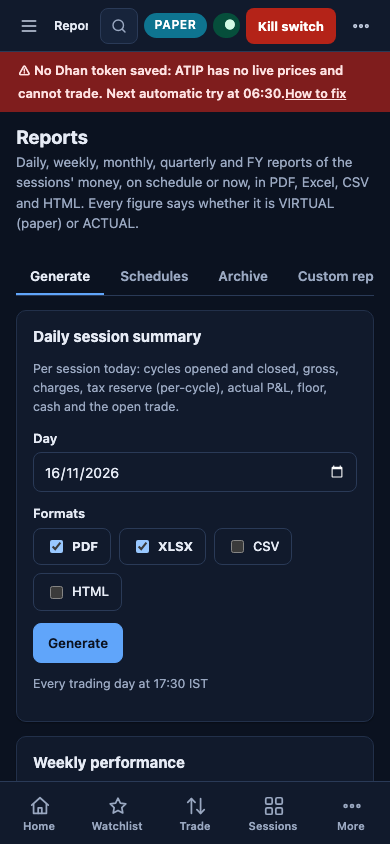 Repor
PAPER
Kill switch
⚠ No Dhan token saved: ATIP has no live prices and
cannot trade. Next automatic try at 06:30.How to fix
Reports
Daily, weekly, monthly, quarterly and FY reports of the
sessions' money, on schedule or now, in PDF, Excel, CSV
and HTML. Every figure says whether it is VIRTUAL
(paper) or ACTUAL.
Generate Schedules Archive Custom rep
Daily session summary
Per session today: cycles opened and closed, gross,
charges, tax reserve (per-cycle), actual P&L, floor,
cash and the open trade.
Day
16/11/2026
Formats
PDF XLSX CSV
HTML
Generate
Every trading day at 17:30 IST
Weekly performance
Home Watchlist Trade Sessions More